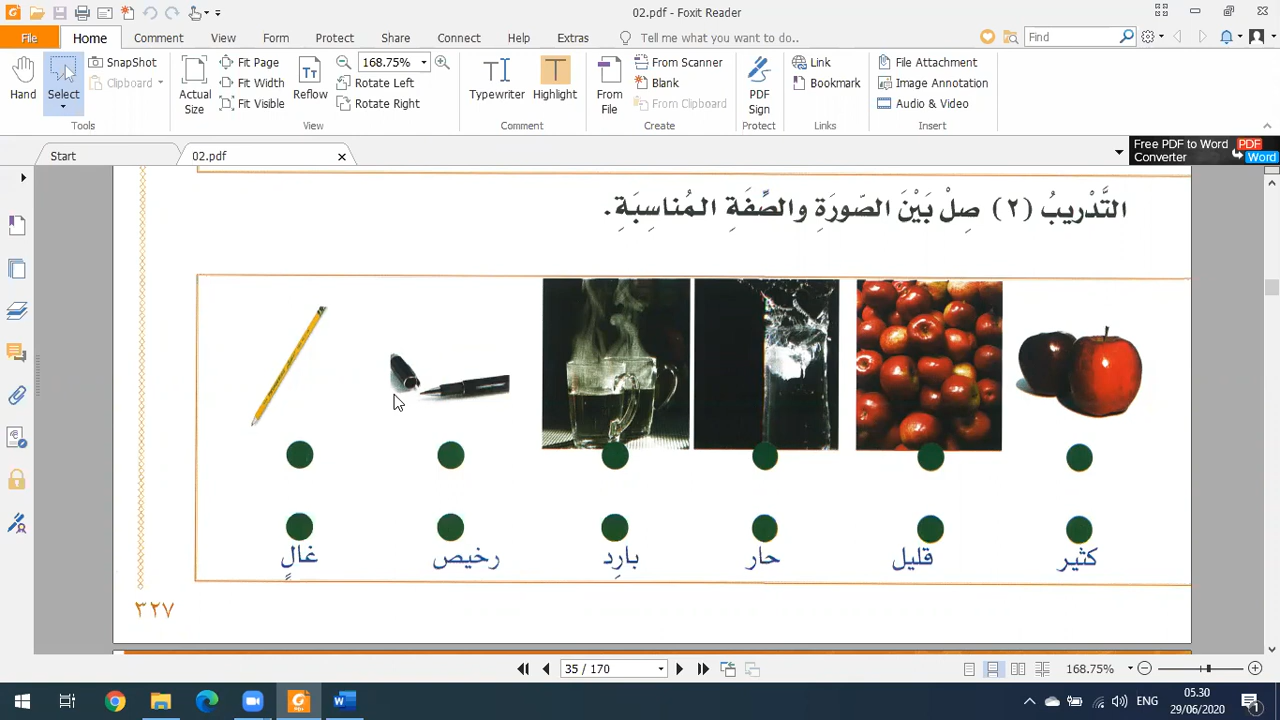 02.pdf - Foxit Reader
File Home Comment View Form Protect Share Connect Help Extras Tell me what you want to do.. Find
Hand
Select
SnapShot
Clipboard
Tools
Actual Size
Fit Page
Fit Width
Fit Visible
Reflow
168.75%
Rotate Left
Rotate Right
View
Typewriter
Highlight
Comment
From File
From Scanner
Blank
From Clipboard
Create
PDF Sign
Protect
Link
Bookmark
Links
File Attachment
Image Annotation
Audio & Video
Insert
Start 02.pdf
Free PDF to Word Converter
PDF Word
التَّدْريبُ (٢) صِلْ بَيْنَ الصّورَةِ والصِّفَةِ المُناسِبَةِ.
كثير قليل حار بارِد رخيص غالٍ
٣٢٧
35 / 170 168.75%
ENG 05.30 29/06/2020
1